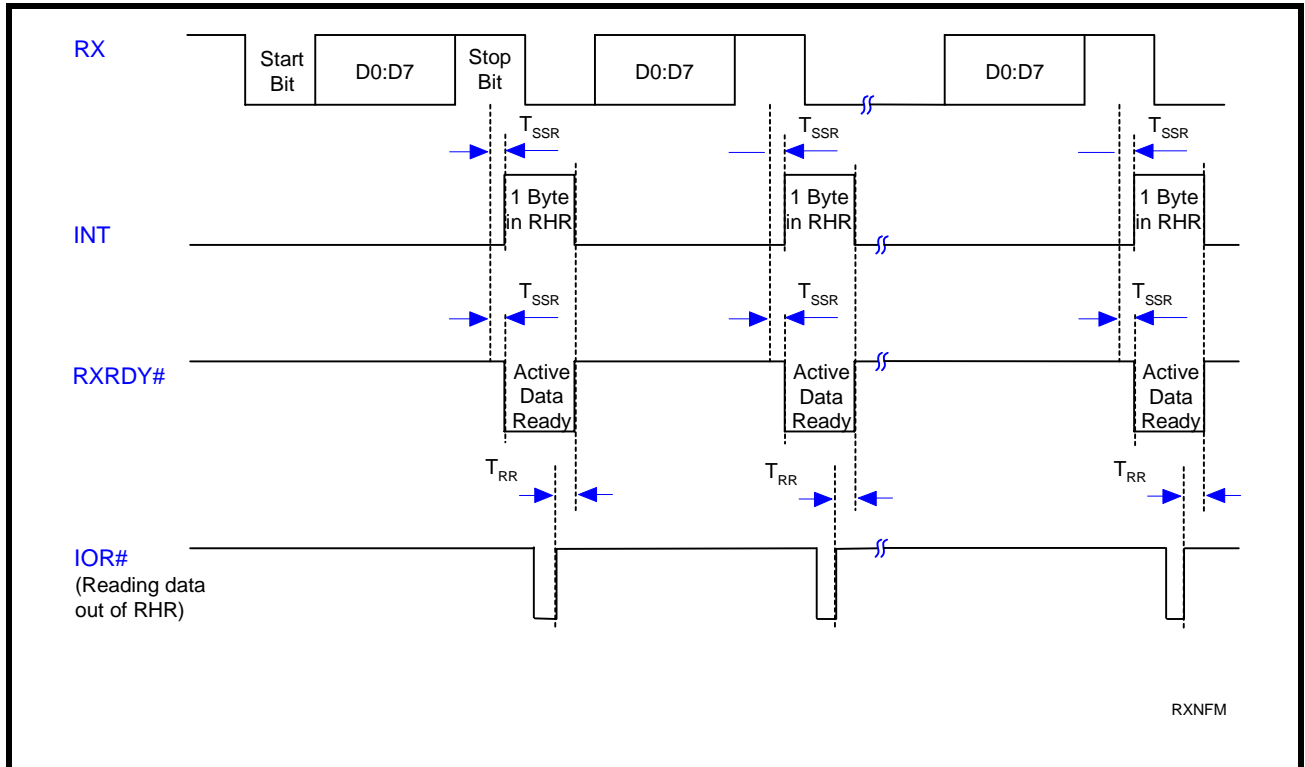 RX
Start
Bit
D0:D7
Stop
Bit
D0:D7
D0:D7
TSSR
TSSR
TSSR
INT
1 Byte
in RHR
1 Byte
in RHR
1 Byte
in RHR
TSSR
TSSR
TSSR
RXRDY#
Active
Data
Ready
Active
Data
Ready
Active
Data
Ready
TRR
TRR
TRR
IOR#
(Reading data
out of RHR)
RXNFM